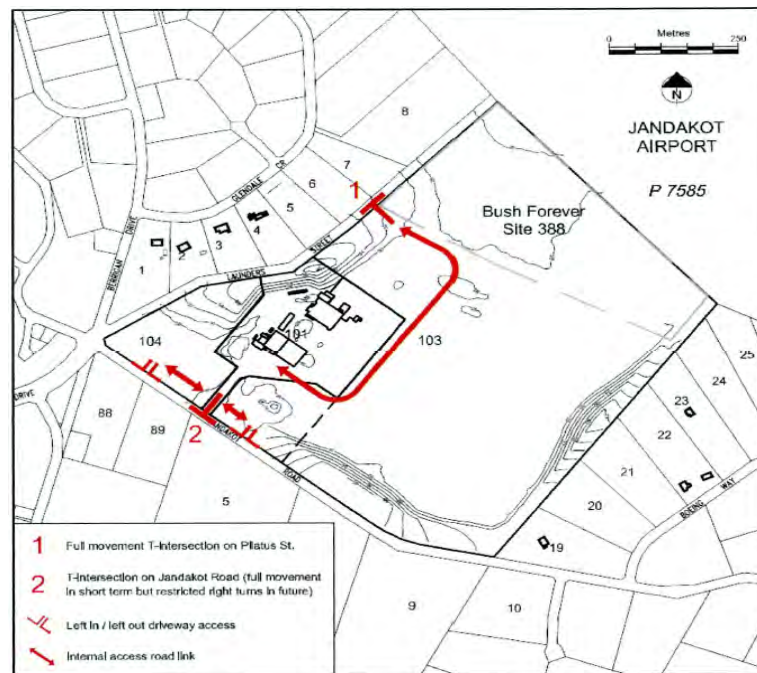 Metres
0 250
N
JANDAKOT
AIRPORT
P 7585
8
7
1
6
5
4
3
2
1
GLENDALE CR
BERRIGAN DRIVE
LAUNDERS STREET
Bush Forever
Site 388
101
104
103
DRIVE
88
89
2
JANDAKOT ROAD
5
25
24
23
22
21
20
19
BOEING WAY
9
10
1 Full movement T-Intersection on Pilatus St.
2 T-Intersection on Jandakot Road (full movement
in short term but restricted right turns in future)
Left in / left out driveway access
Internal access road link